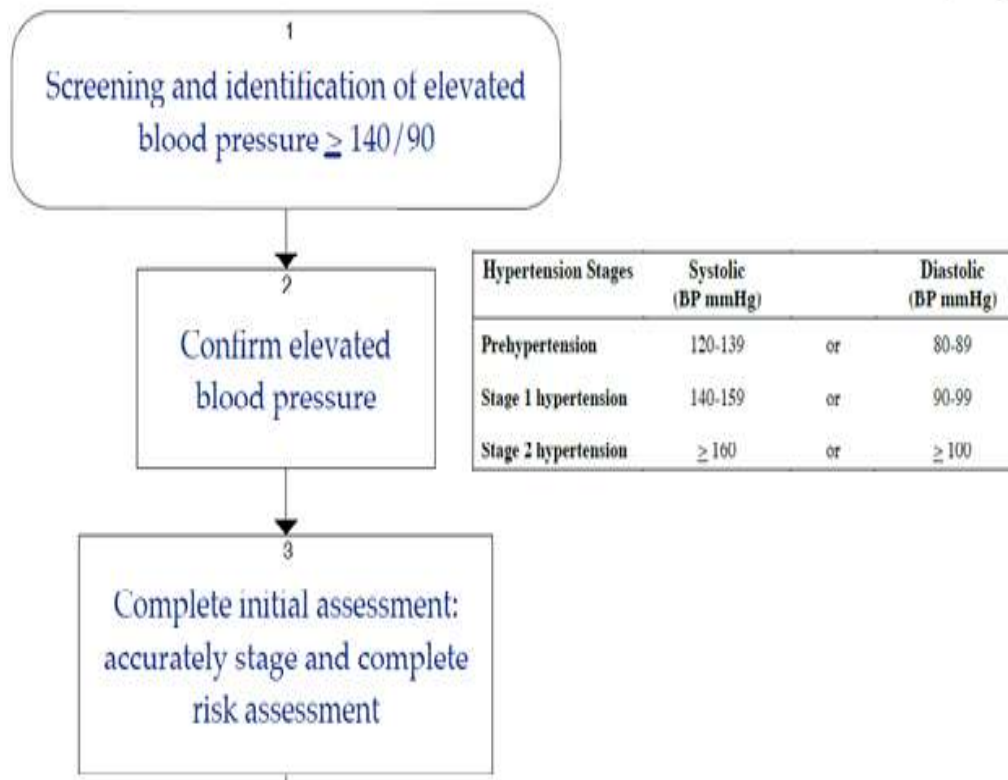 1
Screening and identification of elevated
blood pressure ≥ 140/90
2
Confirm elevated
blood pressure
Hypertension Stages Systolic Diastolic
(BP mmHg) (BP mmHg)
Prehypertension 120-139 or 80-89
Stage 1 hypertension 140-159 or 90-99
Stage 2 hypertension ≥ 160 or ≥ 100
3
Complete initial assessment:
accurately stage and complete
risk assessment